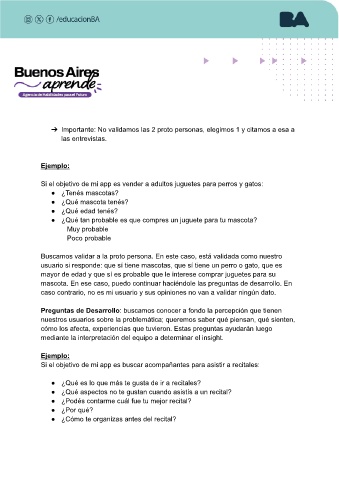 /educacionBA
BA
Buenos Aires
aprende
Agencia de Habilidades para el Futuro
➔ Importante: No validamos las 2 proto personas, elegimos 1 y citamos a esa a
las entrevistas.
Ejemplo:
Si el objetivo de mi app es vender a adultos juguetes para perros y gatos:
● ¿Tenés mascotas?
● ¿Qué mascota tenés?
● ¿Qué edad tenés?
● ¿Qué tan probable es que compres un juguete para tu mascota?
Muy probable
Poco probable
Buscamos validar a la proto persona. En este caso, está validada como nuestro
usuario si responde: que si tiene mascotas, que si tiene un perro o gato, que es
mayor de edad y que si es probable que le interese comprar juguetes para su
mascota. En ese caso, puedo continuar haciéndole las preguntas de desarrollo. En
caso contrario, no es mi usuario y sus opiniones no van a validar ningún dato.
Preguntas de Desarrollo: buscamos conocer a fondo la percepción que tienen
nuestros usuarios sobre la problemática; queremos saber qué piensan, qué sienten,
cómo los afecta, experiencias que tuvieron. Estas preguntas ayudarán luego
mediante la interpretación del equipo a determinar el insight.
Ejemplo:
Si el objetivo de mi app es buscar acompañantes para asistir a recitales:
● ¿Qué es lo que más te gusta de ir a recitales?
● ¿Qué aspectos no te gustan cuando asistís a un recital?
● ¿Podés contarme cuál fue tu mejor recital?
● ¿Por qué?
● ¿Cómo te organizas antes del recital?